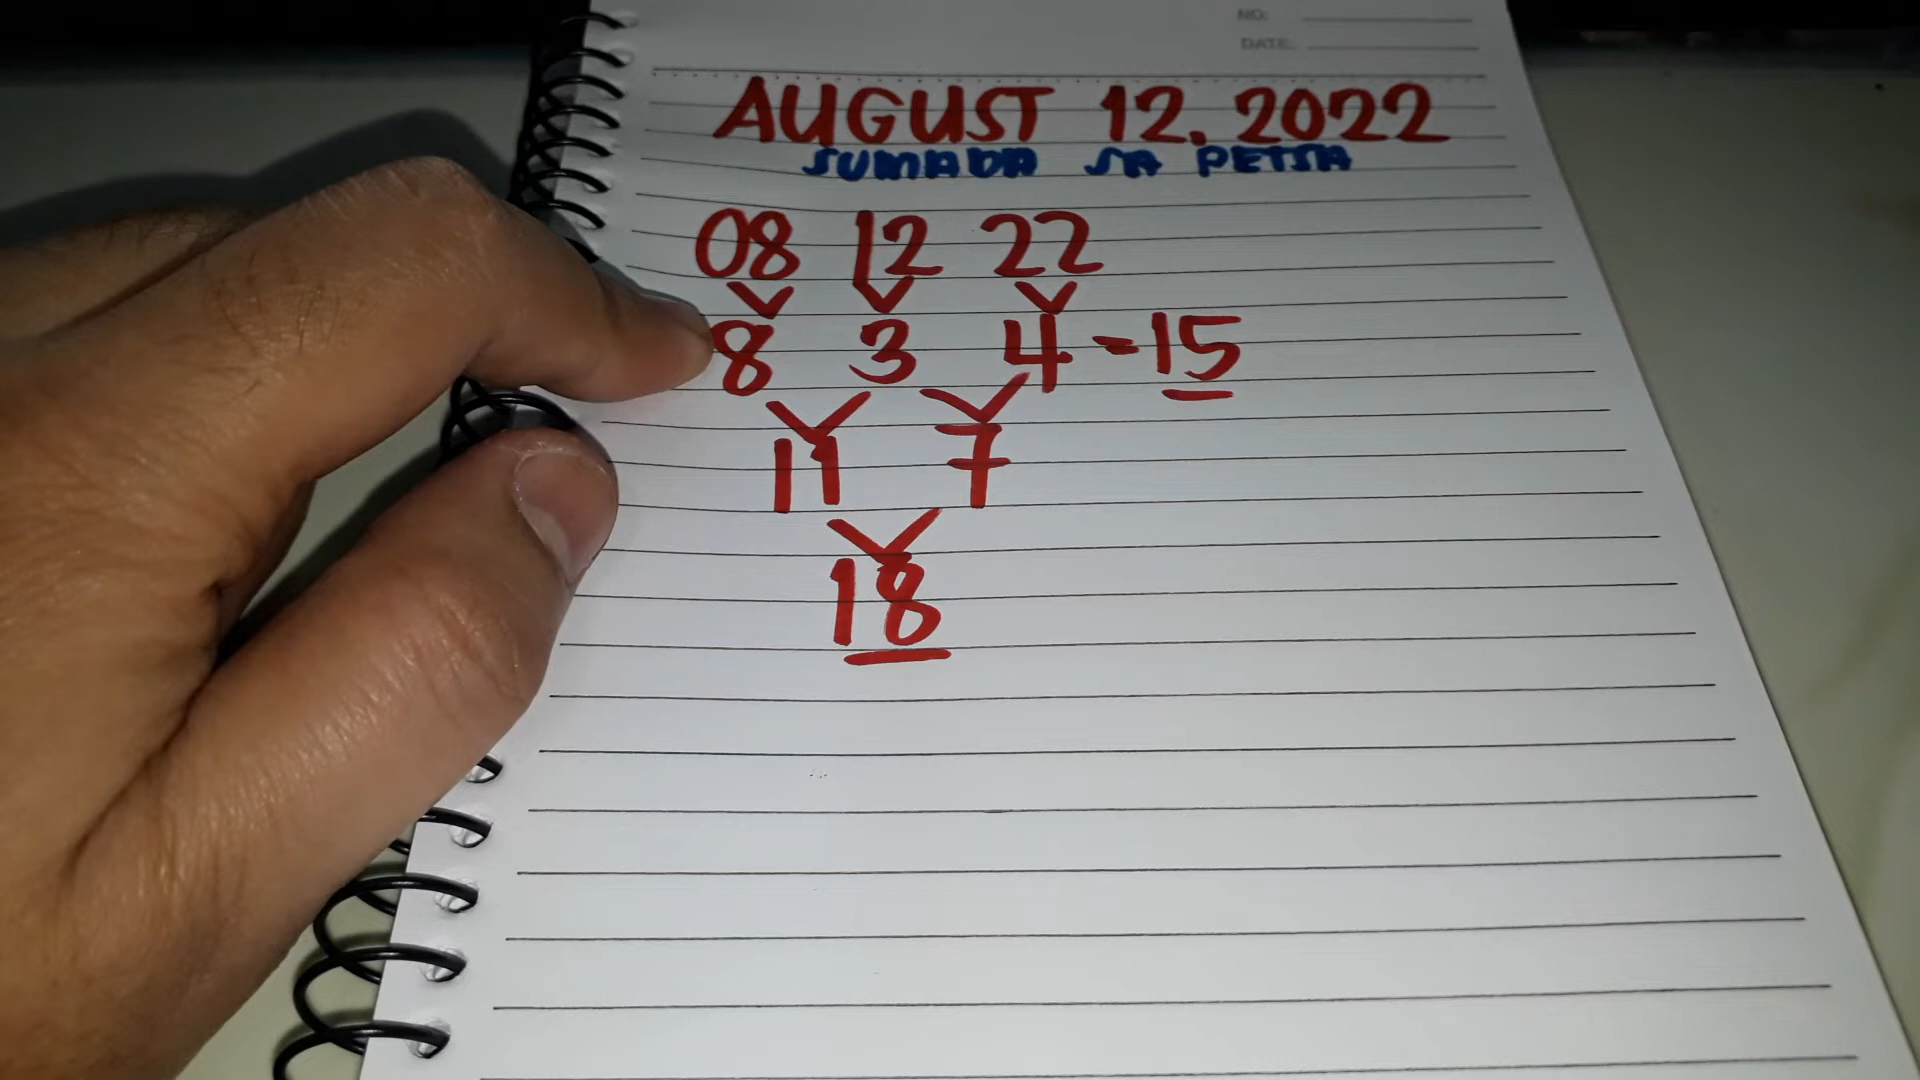 NO:
DATE:
AUGUST 12, 2022
SUMADA SA PETSA
08 12 22
8 3 4 = 15
11 7
18